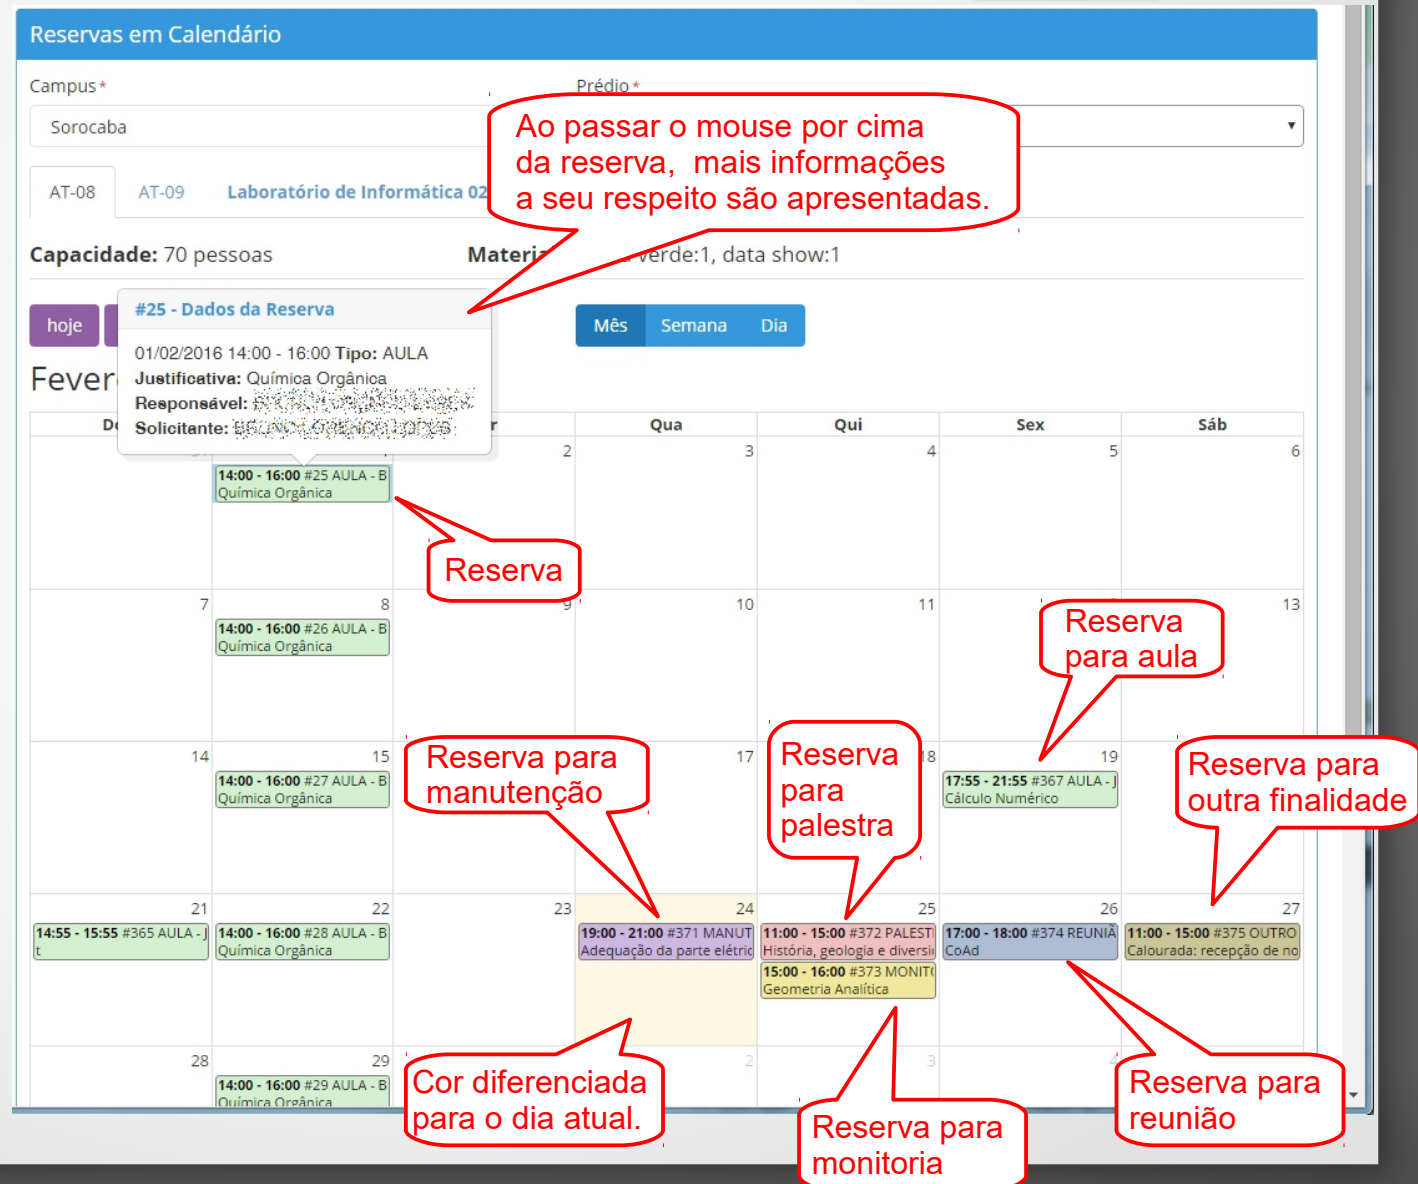 Reservas em Calendário
Campus*
Prédio*
Sorocaba
Ao passar o mouse por cima
da reserva, mais informações
a seu respeito são apresentadas.
AT-08 AT-09 Laboratório de Informática 02
Capacidade: 70 pessoas
verde:1, data show:1
hoje
Mês Semana Dia
#25 - Dados da Reserva
01/02/2016 14:00 - 16:00 Tipo: AULA
Justificativa: Química Orgânica
Responsável:
Solicitante:
Fever
Qua Qui Sex Sáb
2 3 4 5 6
14:00 - 16:00 #25 AULA - B
Química Orgânica
Reserva
7 8 9 10 11 13
14:00 - 16:00 #26 AULA - B
Química Orgânica
Reserva
para aula
14 15 17 18 19
14:00 - 16:00 #27 AULA - B
Química Orgânica
Reserva para
manutenção
Reserva
para
palestra
17:55 - 21:55 #367 AULA - J
Cálculo Numérico
Reserva para
outra finalidade
21 22 23 24 25 26 27
14:55 - 15:55 #365 AULA - J
t
14:00 - 16:00 #28 AULA - B
Química Orgânica
19:00 - 21:00 #371 MANUT
Adequação da parte elétric
11:00 - 15:00 #372 PALEST
História, geologia e diversi
15:00 - 16:00 #373 MONIT
Geometria Analítica
17:00 - 18:00 #374 REUNIÃ
CoAd
11:00 - 15:00 #375 OUTRO
Calourada: recepção de no
28 29 2 3 4
14:00 - 16:00 #29 AULA - B
Química Orgânica
Cor diferenciada
para o dia atual.
Reserva para
monitoria
Reserva para
reunião